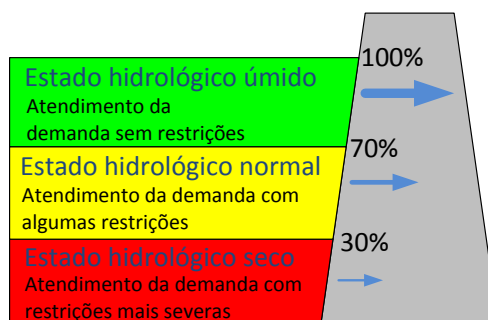 100%
Estado hidrológico úmido
Atendimento da
demanda sem restrições
70%
Estado hidrológico normal
Atendimento da demanda com
algumas restrições
30%
Estado hidrológico seco
Atendimento da demanda com
restrições mais severas